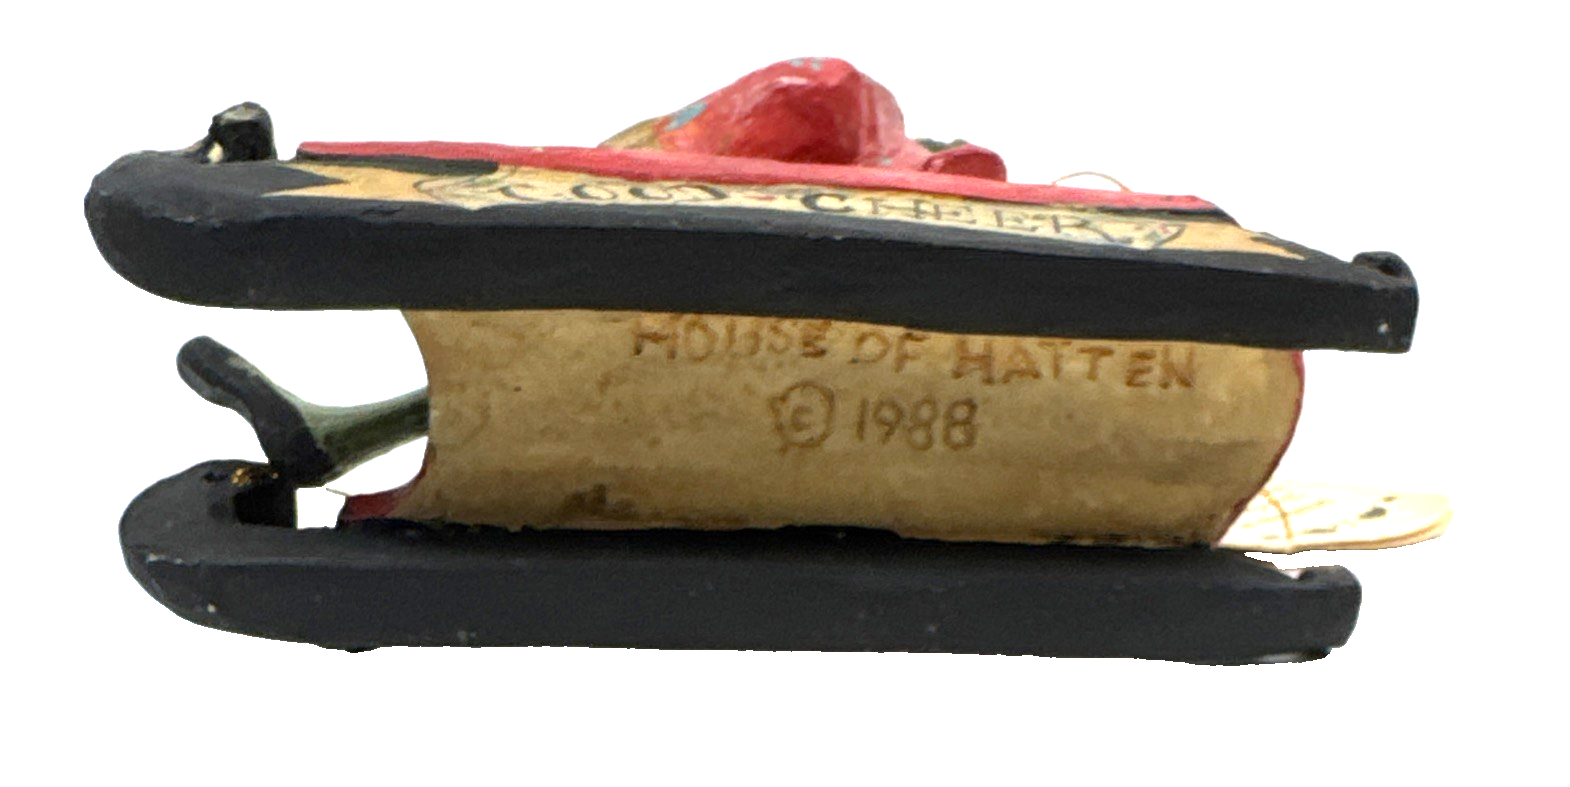 GOOD CHEER
HOUSE OF HATTEN
© 1988